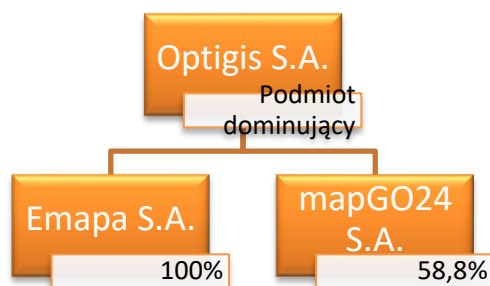 Optigis S.A.
Podmiot
dominujący
Emapa S.A.
100%
mapGO24
S.A.
58,8%